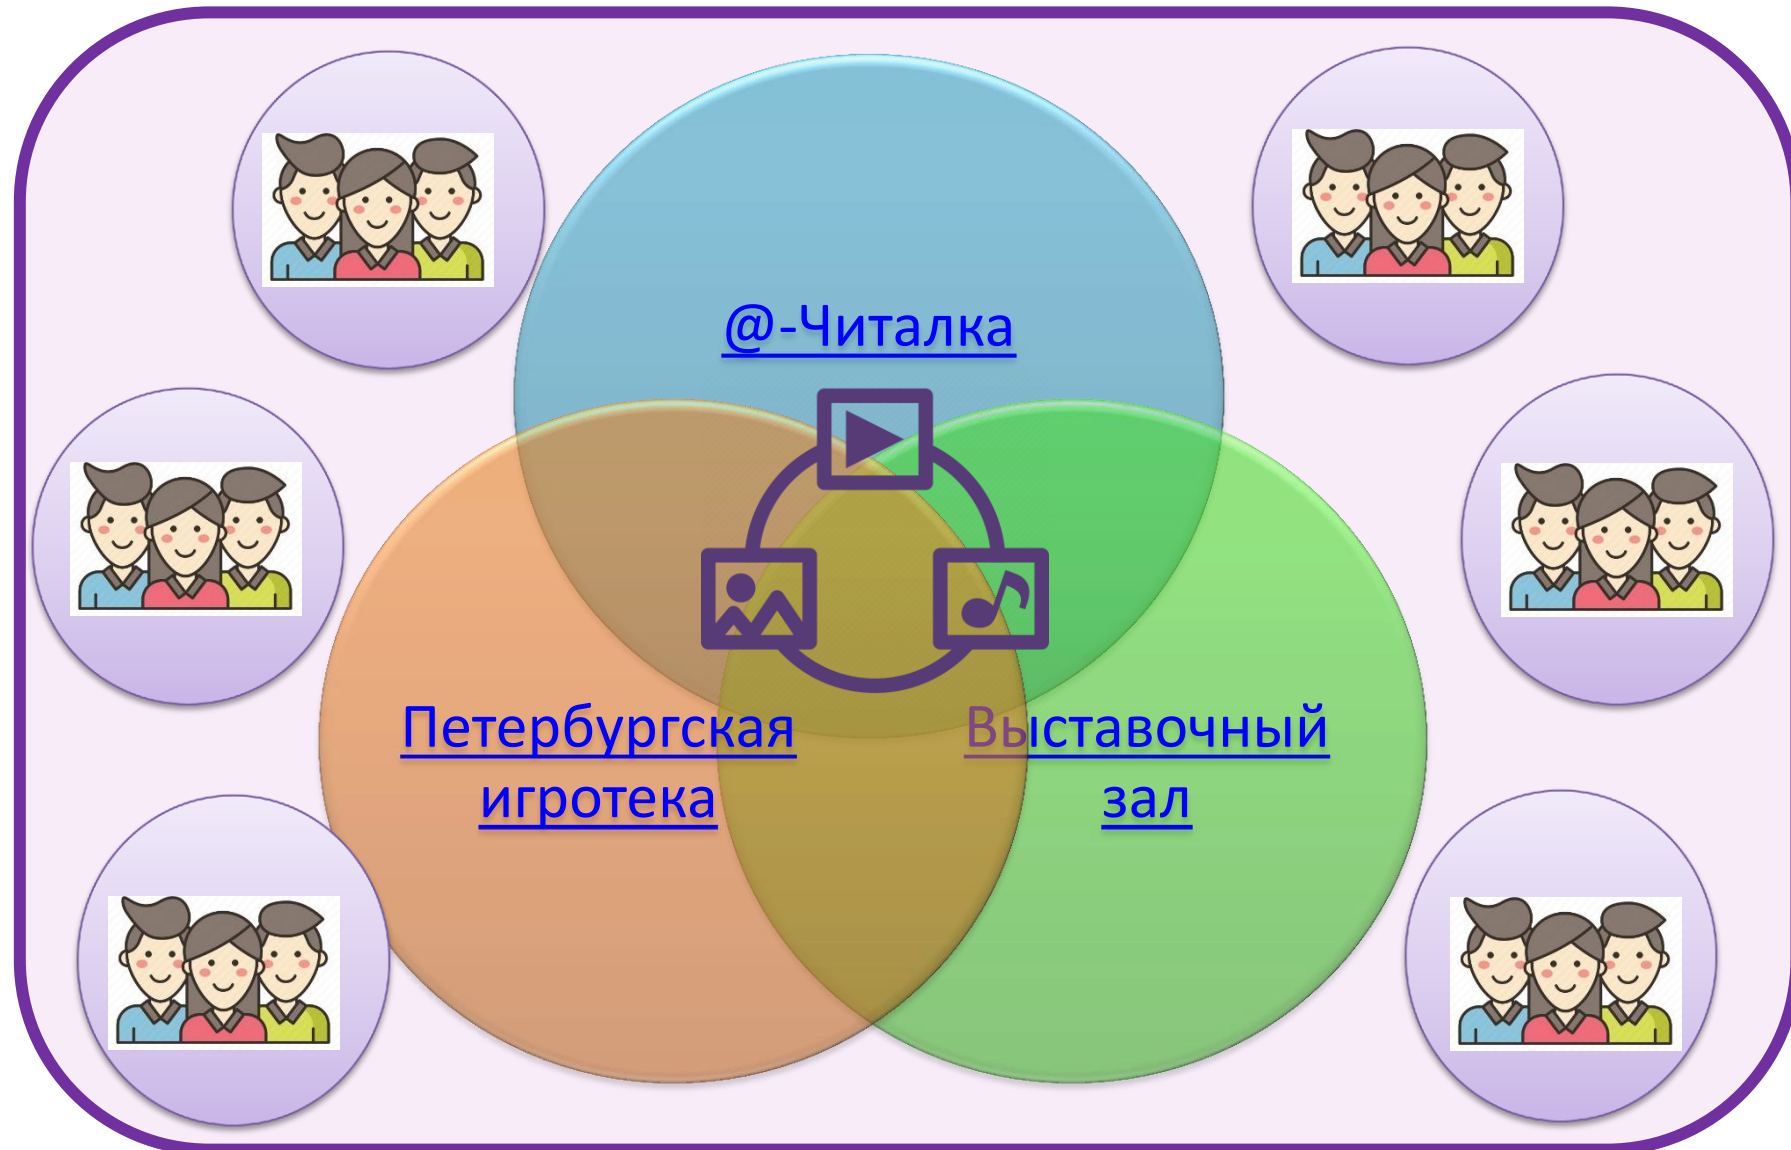 @-Читалка
Петербургская
игротека
Выставочный
зал